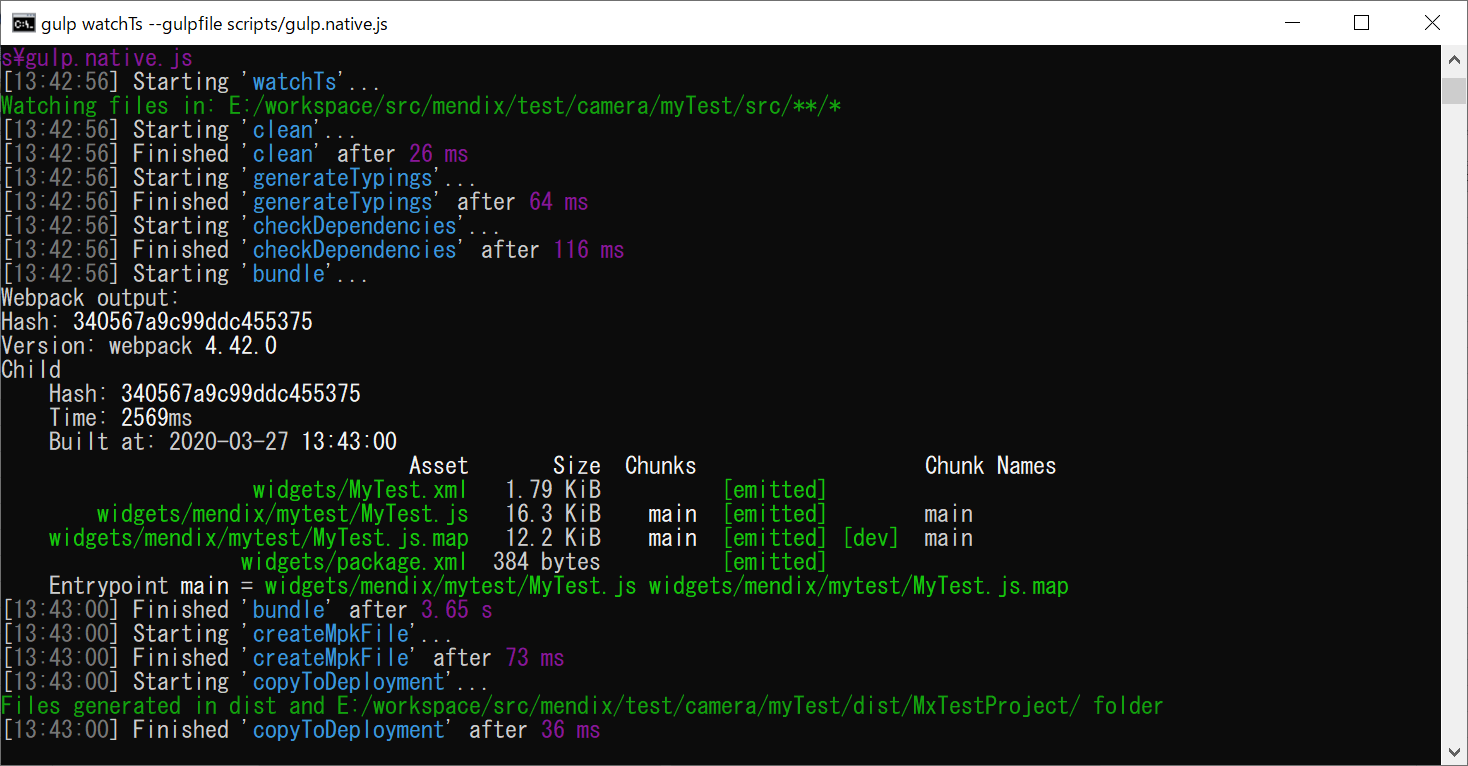 gulp watchTs --gulpfile scripts/gulp.native.js
s¥gulp.native.js
[13:42:56] Starting 'watchTs'...
Watching files in: E:/workspace/src/mendix/test/camera/myTest/src/**/*
[13:42:56] Starting 'clean'...
[13:42:56] Finished 'clean' after 26 ms
[13:42:56] Starting 'generateTypings'...
[13:42:56] Finished 'generateTypings' after 64 ms
[13:42:56] Starting 'checkDependencies'...
[13:42:56] Finished 'checkDependencies' after 116 ms
[13:42:56] Starting 'bundle'...
Webpack output:
Hash: 340567a9c99ddc455375
Version: webpack 4.42.0
Child
    Hash: 340567a9c99ddc455375
    Time: 2569ms
    Built at: 2020-03-27 13:43:00
                                  Asset       Size  Chunks                   Chunk Names
                     widgets/MyTest.xml   1.79 KiB          [emitted]
        widgets/mendix/mytest/MyTest.js   16.3 KiB    main  [emitted]        main
    widgets/mendix/mytest/MyTest.js.map   12.2 KiB    main  [emitted] [dev]  main
                    widgets/package.xml  384 bytes          [emitted]
    Entrypoint main = widgets/mendix/mytest/MyTest.js widgets/mendix/mytest/MyTest.js.map
[13:43:00] Finished 'bundle' after 3.65 s
[13:43:00] Starting 'createMpkFile'...
[13:43:00] Finished 'createMpkFile' after 73 ms
[13:43:00] Starting 'copyToDeployment'...
Files generated in dist and E:/workspace/src/mendix/test/camera/myTest/dist/MxTestProject/ folder
[13:43:00] Finished 'copyToDeployment' after 36 ms